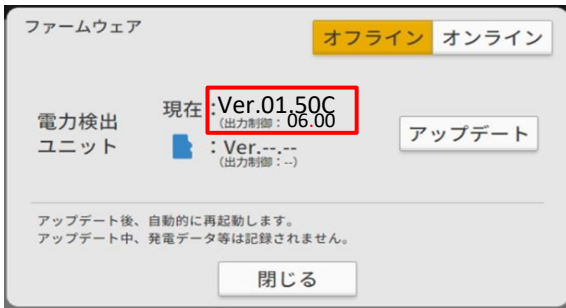 ファームウェア
オフライン オンライン
電力検出
ユニット
現在:Ver.01.50C
(出力制御: 06.00
:Ver.--.--
(出力制御:--)
アップデート
アップデート後、自動的に再起動します。
アップデート中、発電データ等は記録されません。
閉じる